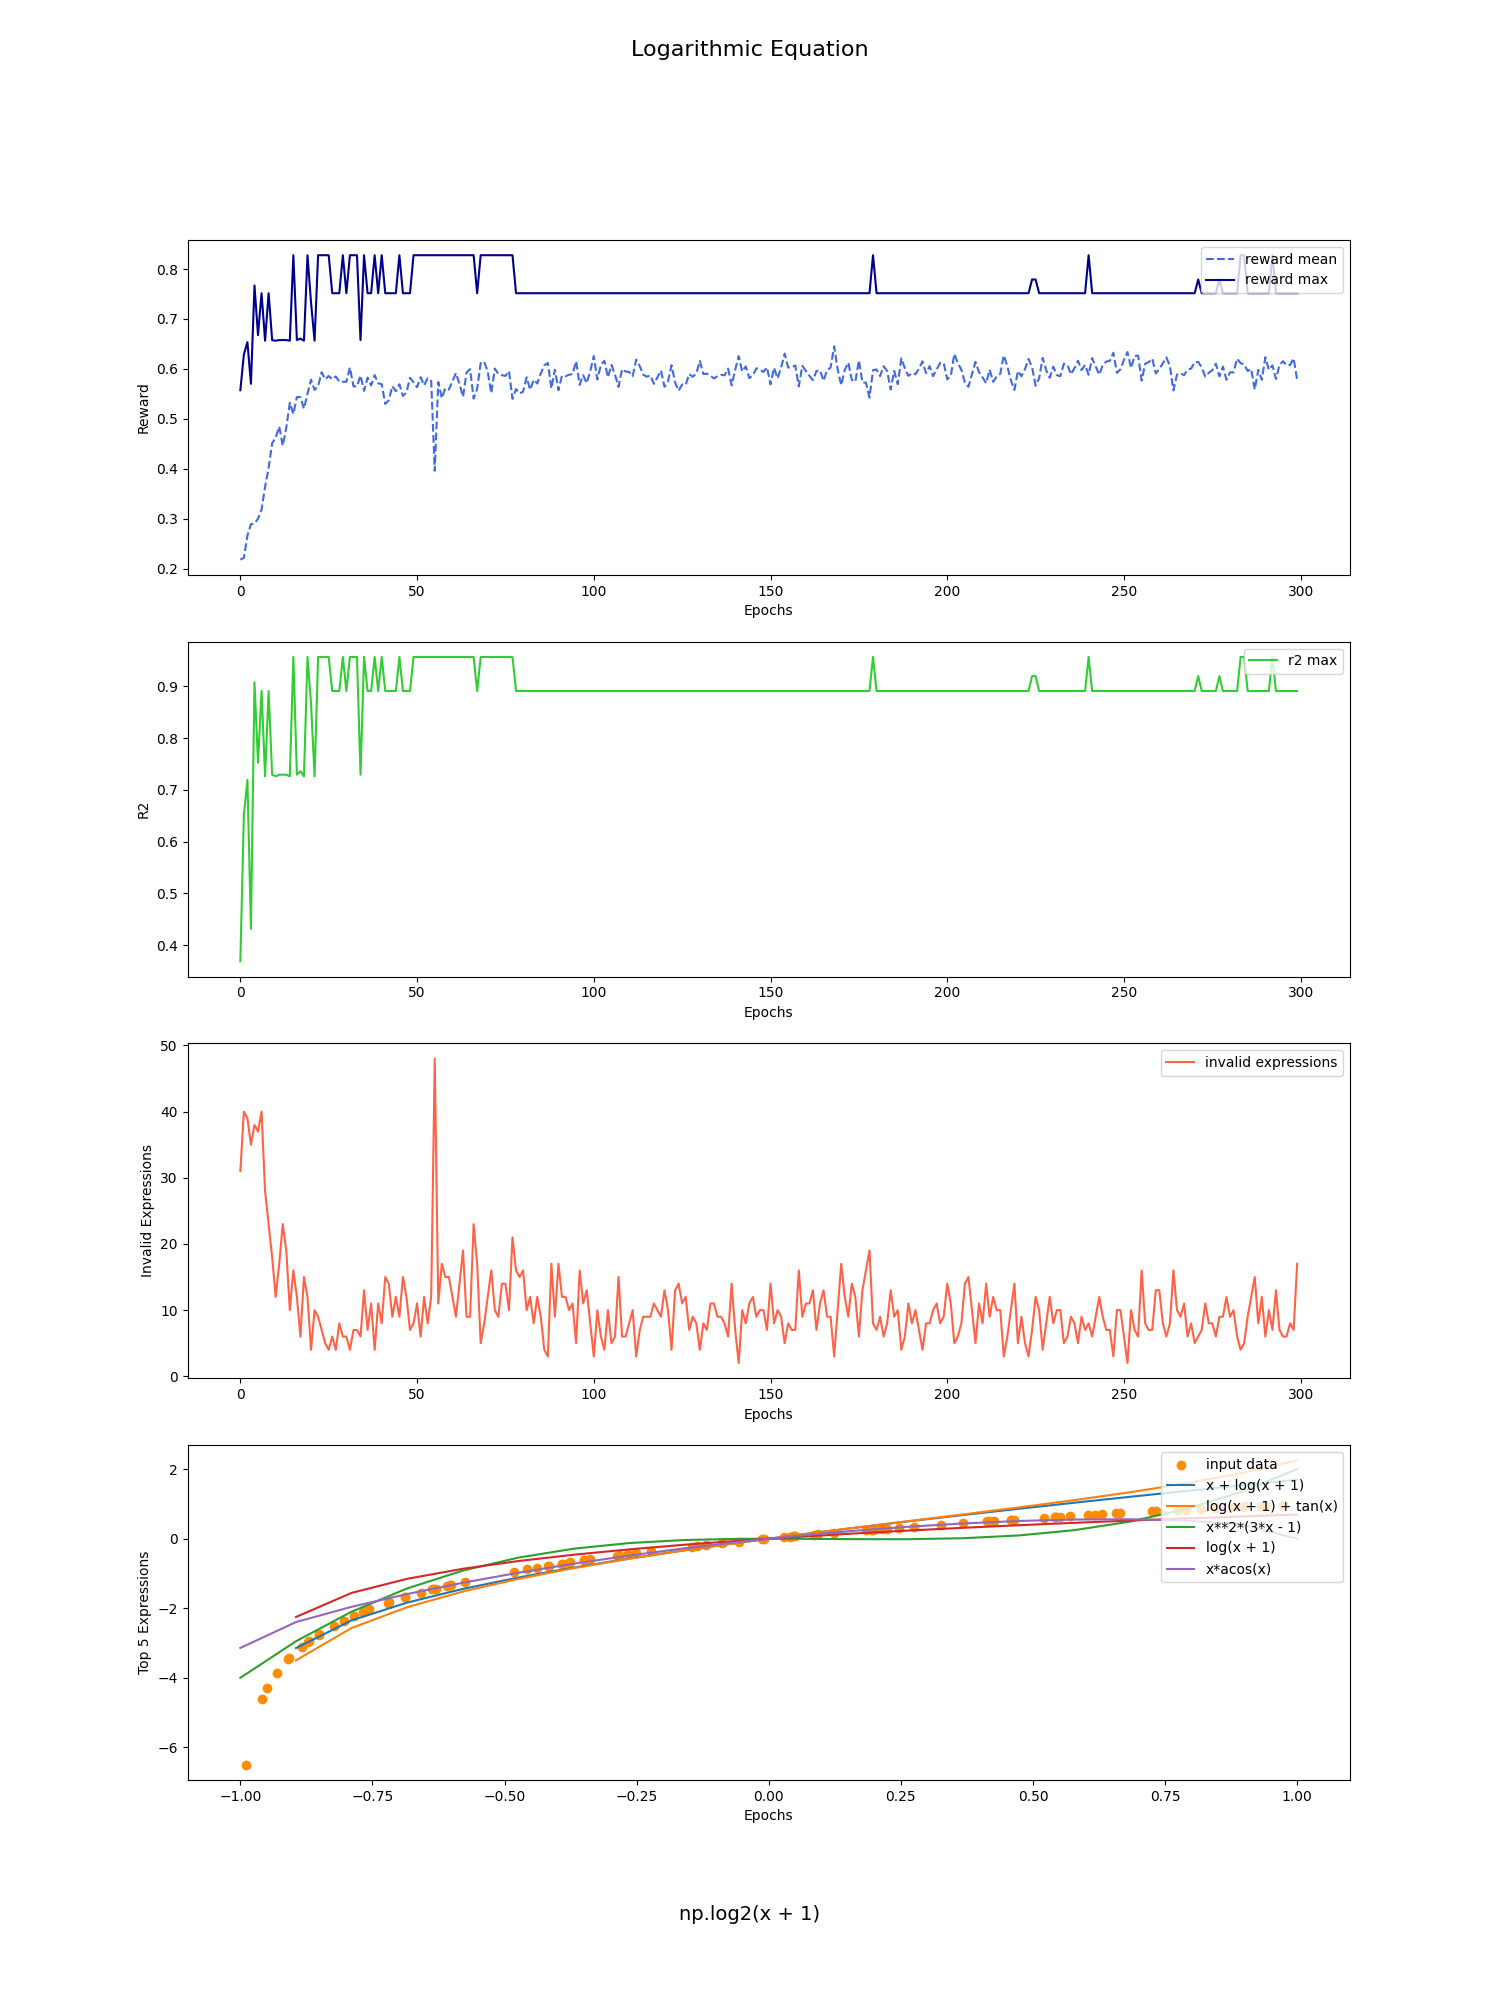 Logarithmic Equation
reward mean
reward max
0.8
0.7
0.6
0.5
0.4
0.3
0.2
Reward
0 50 100 150 200 250 300
Epochs
r2 max
0.9
0.8
0.7
0.6
0.5
0.4
R2
0 50 100 150 200 250 300
Epochs
invalid expressions
50
40
30
20
10
0
Invalid Expressions
0 50 100 150 200 250 300
Epochs
input data
x + log(x + 1)
log(x + 1) + tan(x)
x**2*(3*x - 1)
log(x + 1)
x*acos(x)
2
0
−2
−4
−6
Top 5 Expressions
−1.00 −0.75 −0.50 −0.25 0.00 0.25 0.50 0.75 1.00
Epochs
np.log2(x + 1)